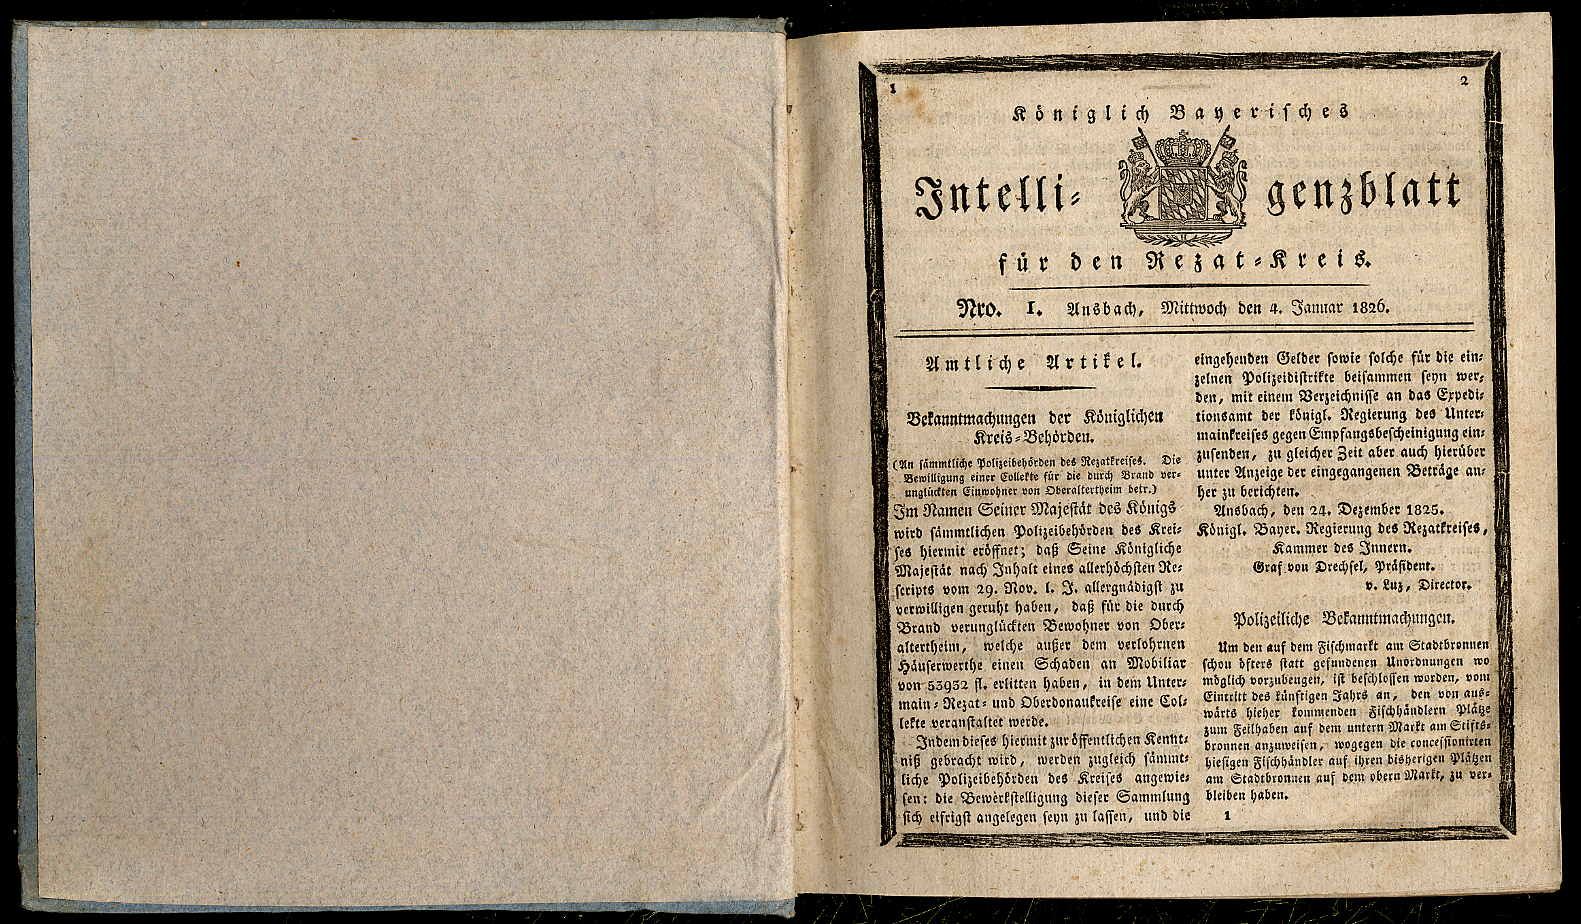 1
2
Königlich Bayerisches
Intelli- genzblatt
für den Rezat-Kreis.
Nro. I. Ansbach, Mittwoch den 4. Januar 1826.
Amtliche Artikel.
Bekanntmachungen der Königlichen
Kreis-Behörden.
(An sämmtliche Polizeibehörden des Rezatkreises. Die
Bewilligung einer Collekte für die durch Brand ver-
unglückten Einwohner von Oberaltertheim betr.)
Im Namen Seiner Majestät des Königs
wird sämmtlichen Polizeibehörden des Krei-
ses hiermit eröffnet; daß Seine Königliche
Majestät nach Inhalt eines allerhöchsten Re-
scripts vom 29. Nov. l. J. allergnädigst zu
verwilligen geruht haben, daß für die durch
Brand verunglückten Bewohner von Ober-
altertheim, welche außer dem verlohrnen
Häuserwerthe einen Schaden an Mobiliar
von 53932 fl. erlitten haben, in dem Unter-
main- Rezat- und Oberdonaukreise eine Col-
lekte veranstaltet werde.
Indem dieses hiermit zur öffentlichen Kennt-
niß gebracht wird, werden zugleich sämmt-
liche Polizeibehörden des Kreises angewie-
sen: die Bewerkstelligung dieser Sammlung
sich eifrigst angelegen seyn zu lassen, und die
eingehenden Gelder sowie solche für die ein-
zelnen Polizeidistrikte beisammen seyn wer-
den, mit einem Verzeichnisse an das Expedi-
tionsamt der königl. Regierung des Unter-
mainkreises gegen Empfangsbescheinigung ein-
zusenden, zu gleicher Zeit aber auch hierüber
unter Anzeige der eingegangenen Beträge an-
her zu berichten.
Ansbach, den 24. Dezember 1825.
Königl. Bayer. Regierung des Rezatkreises,
Kammer des Innern.
Graf von Drechsel, Präsident.
v. Luz, Director.
Polizeiliche Bekanntmachungen.
Um den auf dem Fischmarkt am Stadtbronnen
schon öfters statt gefundenen Unordnungen wo
möglich vorzubeugen, ist beschlossen worden, vom
Eintritt des künftigen Jahrs an, den von aus-
wärts hieher kommenden Fischhändlern Plätze
zum Feilhaben auf dem untern Markt am Stifts-
bronnen anzuweisen, wogegen die concessionirten
hiesigen Fischhändler auf ihren bisherigen Plätzen
am Stadtbronnen auf dem obern Markt, zu ver-
bleiben haben.
1